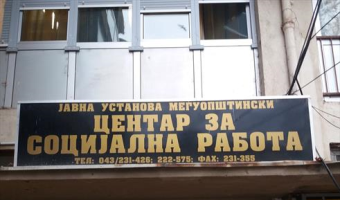 ЈАВНА УСТАНОВА МЕЃУОПШТИНСКИ
ЦЕНТАР ЗА
СОЦИЈАЛНА РАБОТА
ТЕЛ: 043/231-426; 222-575; ФАХ: 231-355